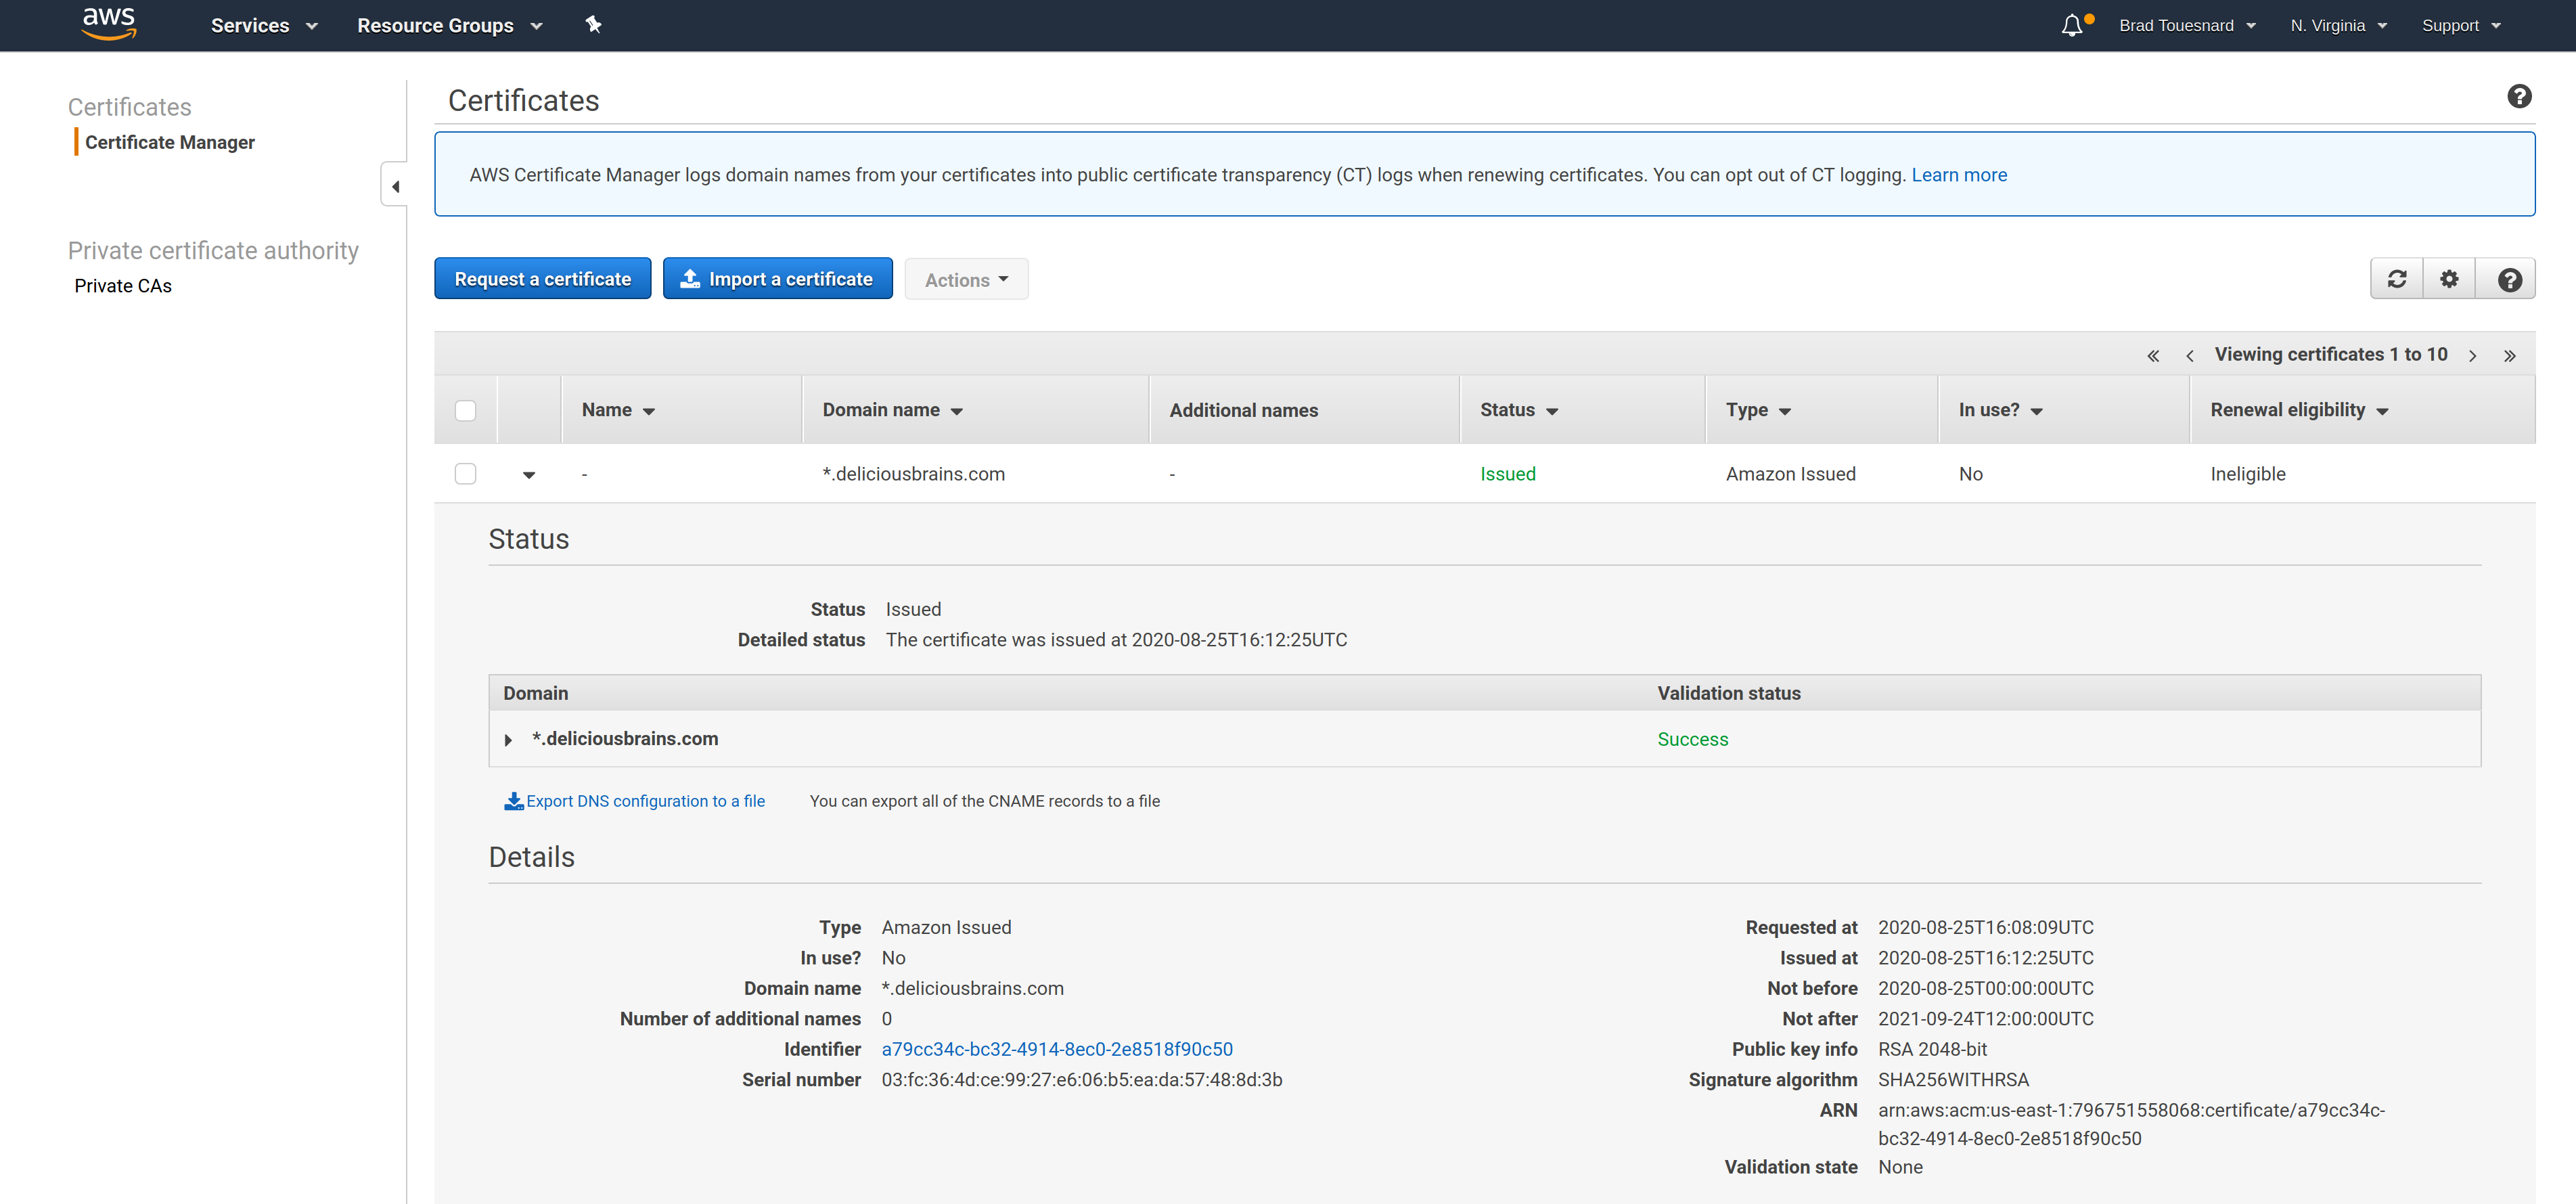 aws Services Resource Groups Brad Touesnard N. Virginia Support
Certificates
Certificate Manager
Private certificate authority
Private CAs
Certificates
AWS Certificate Manager logs domain names from your certificates into public certificate transparency (CT) logs when renewing certificates. You can opt out of CT logging. Learn more
Request a certificate Import a certificate Actions
« ‹ Viewing certificates 1 to 10 › »
Name Domain name Additional names Status Type In use? Renewal eligibility
- *.deliciousbrains.com - Issued Amazon Issued No Ineligible
Status
Status Issued
Detailed status The certificate was issued at 2020-08-25T16:12:25UTC
Domain Validation status
*.deliciousbrains.com Success
Export DNS configuration to a file You can export all of the CNAME records to a file
Details
Type Amazon Issued
In use? No
Domain name *.deliciousbrains.com
Number of additional names 0
Identifier a79cc34c-bc32-4914-8ec0-2e8518f90c50
Serial number 03:fc:36:4d:ce:99:27:e6:06:b5:ea:da:57:48:8d:3b
Requested at 2020-08-25T16:08:09UTC
Issued at 2020-08-25T16:12:25UTC
Not before 2020-08-25T00:00:00UTC
Not after 2021-09-24T12:00:00UTC
Public key info RSA 2048-bit
Signature algorithm SHA256WITHRSA
ARN arn:aws:acm:us-east-1:796751558068:certificate/a79cc34c-
bc32-4914-8ec0-2e8518f90c50
Validation state None